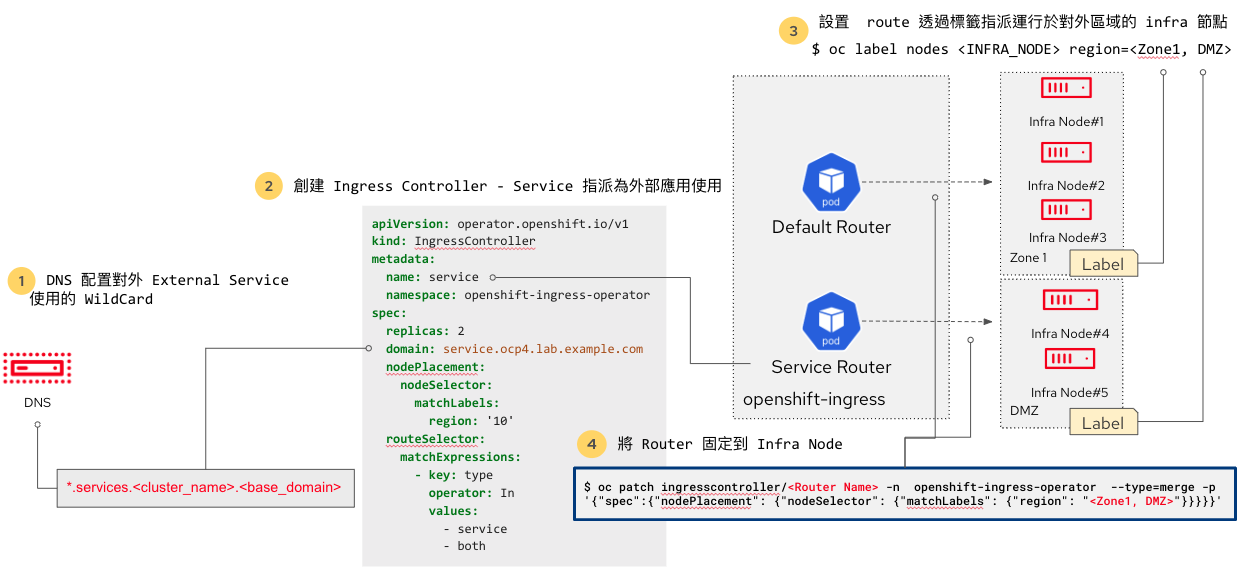 3
設置 route 透過標籤指派運行於對外區域的 infra 節點
$ oc label nodes <INFRA_NODE> region=<Zone1, DMZ>
Infra Node#1
Infra Node#2
Infra Node#3
Zone 1
Label
Infra Node#4
Infra Node#5
DMZ
Label
pod
Default Router
pod
Service Router
openshift-ingress
2
創建 Ingress Controller - Service 指派為外部應用使用
apiVersion: operator.openshift.io/v1
kind: IngressController
metadata:
  name: service
  namespace: openshift-ingress-operator
spec:
  replicas: 2
  domain: service.ocp4.lab.example.com
  nodePlacement:
    nodeSelector:
      matchLabels:
        region: '10'
  routeSelector:
    matchExpressions:
      - key: type
        operator: In
        values:
          - service
          - both
1
DNS 配置對外 External Service
使用的 WildCard
DNS
*.services.<cluster_name>.<base_domain>
4
將 Router 固定到 Infra Node
$ oc patch ingresscontroller/<Router Name> -n openshift-ingress-operator --type=merge -p
'{"spec":{"nodePlacement": {"nodeSelector": {"matchLabels": {"region": "<Zone1, DMZ>"}}}}}'